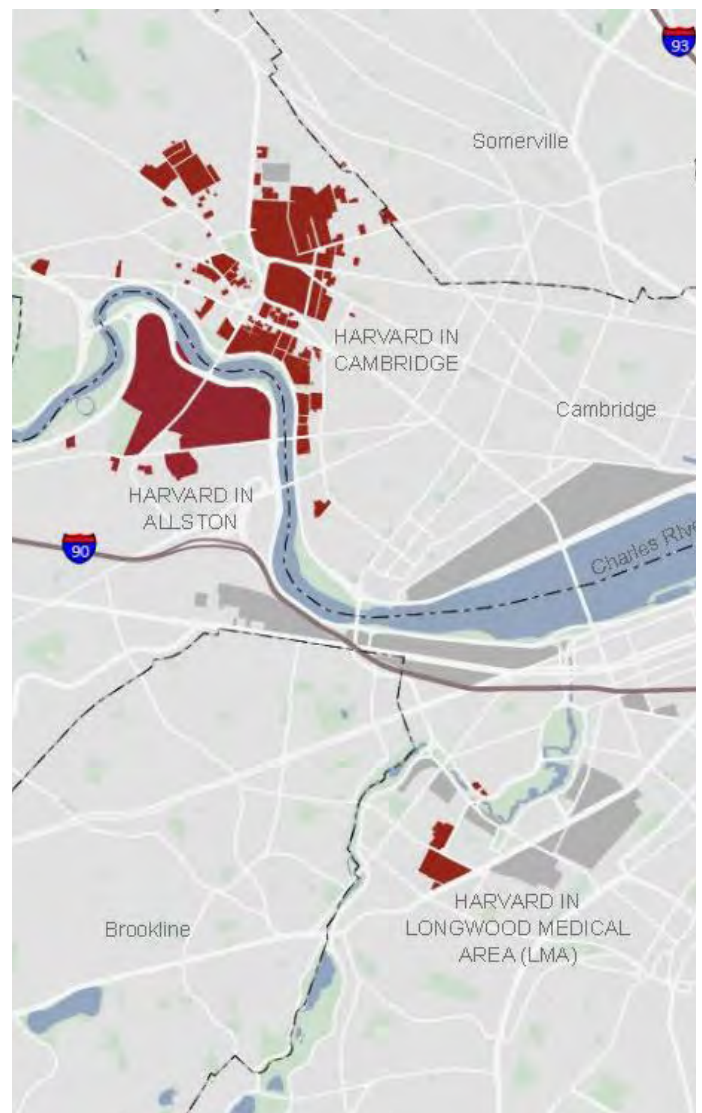 93
Somerville
HARVARD IN
CAMBRIDGE
Cambridge
HARVARD IN
ALLSTON
90
Charles Rive
Brookline
HARVARD IN
LONGWOOD MEDICAL
AREA (LMA)